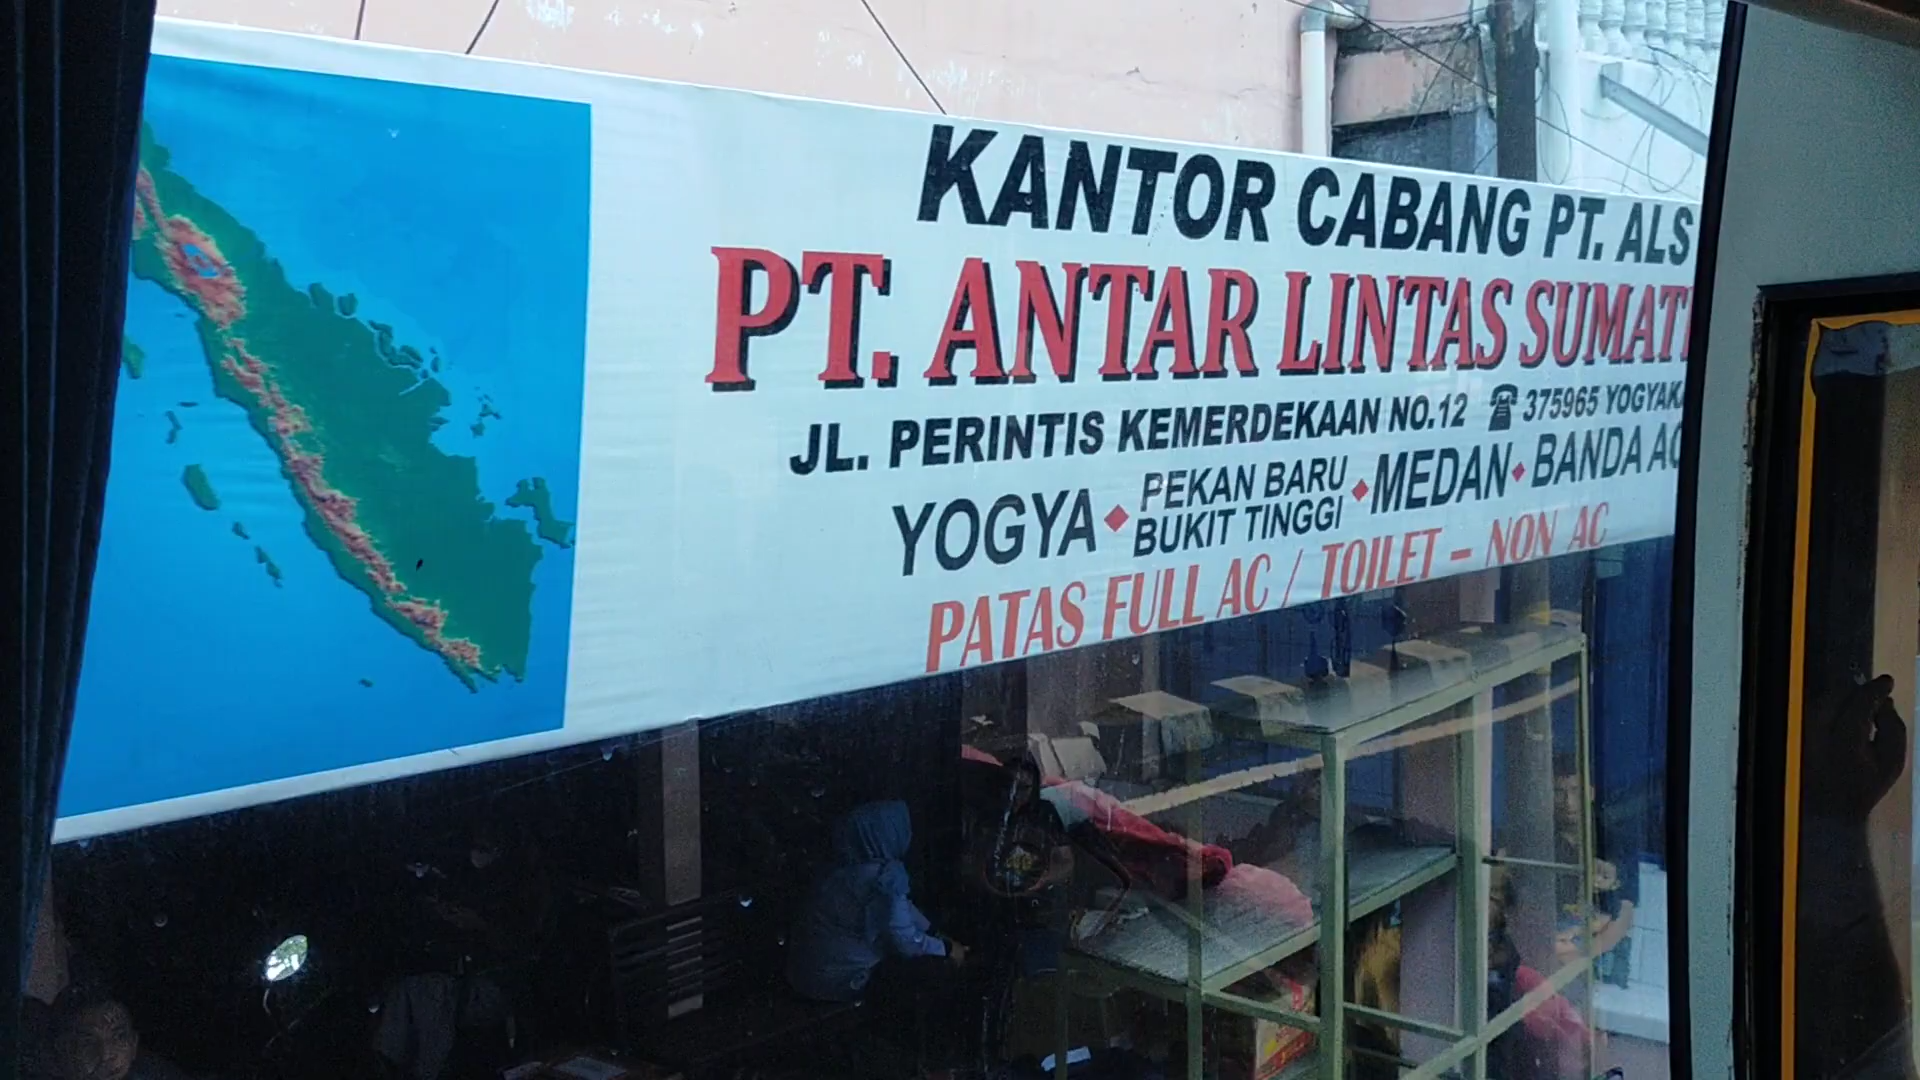 KANTOR CABANG PT. ALS
PT. ANTAR LINTAS SUMAT
JL. PERINTIS KEMERDEKAAN NO.12 ☎ 375965 YOGYAK
YOGYA ♦ PEKAN BARU BUKIT TINGGI ♦ MEDAN ♦ BANDA AC
PATAS FULL AC / TOILET – NON AC